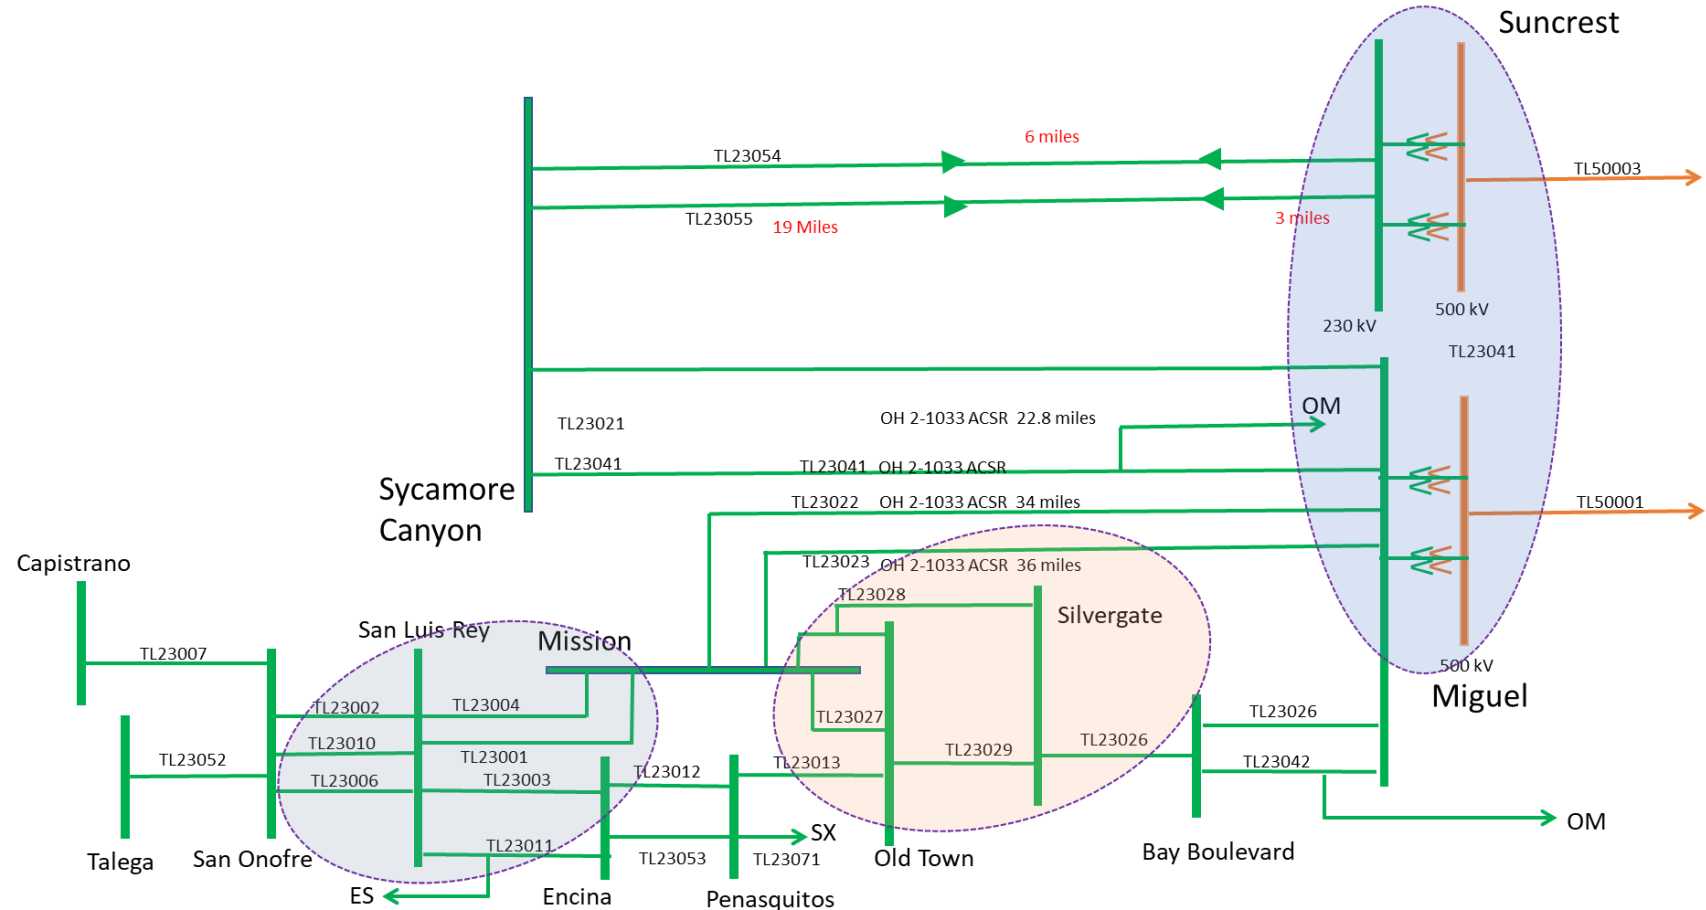 Suncrest
6 miles
TL23054
TL50003
TL23055
19 Miles
3 miles
500 kV
230 kV
TL23041
OM
TL23021
OH 2-1033 ACSR  22.8 miles
TL23041
TL23041
OH 2-1033 ACSR
Sycamore
Canyon
TL23022
OH 2-1033 ACSR  34 miles
TL50001
Capistrano
TL23023
OH 2-1033 ACSR  36 miles
TL23028
Silvergate
San Luis Rey
Mission
TL23007
500 kV
Miguel
TL23002
TL23004
TL23027
TL23026
TL23010
TL23001
TL23029
TL23026
TL23052
TL23006
TL23003
TL23012
TL23013
TL23042
OM
SX
TL23011
TL23053
TL23071
Talega
San Onofre
Old Town
Bay Boulevard
ES
Encina
Penasquitos